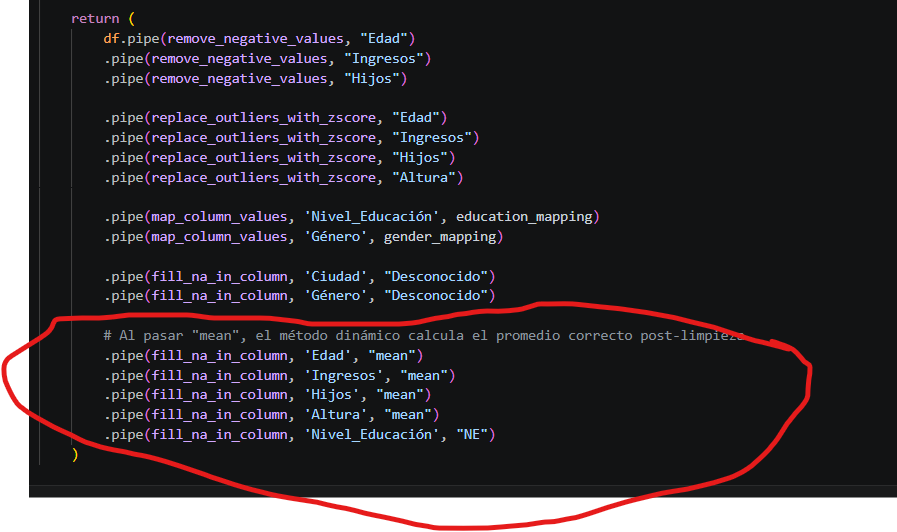 return (
df.pipe(remove_negative_values, "Edad")
.pipe(remove_negative_values, "Ingresos")
.pipe(remove_negative_values, "Hijos")
.pipe(replace_outliers_with_zscore, "Edad")
.pipe(replace_outliers_with_zscore, "Ingresos")
.pipe(replace_outliers_with_zscore, "Hijos")
.pipe(replace_outliers_with_zscore, "Altura")
.pipe(map_column_values, 'Nivel_Educación', education_mapping)
.pipe(map_column_values, 'Género', gender_mapping)
.pipe(fill_na_in_column, 'Ciudad', "Desconocido")
.pipe(fill_na_in_column, 'Género', "Desconocido")
# Al pasar "mean", el método dinámico calcula el promedio correcto post-limpieza
.pipe(fill_na_in_column, 'Edad', "mean")
.pipe(fill_na_in_column, 'Ingresos', "mean")
.pipe(fill_na_in_column, 'Hijos', "mean")
.pipe(fill_na_in_column, 'Altura', "mean")
.pipe(fill_na_in_column, 'Nivel_Educación', "NE")
)